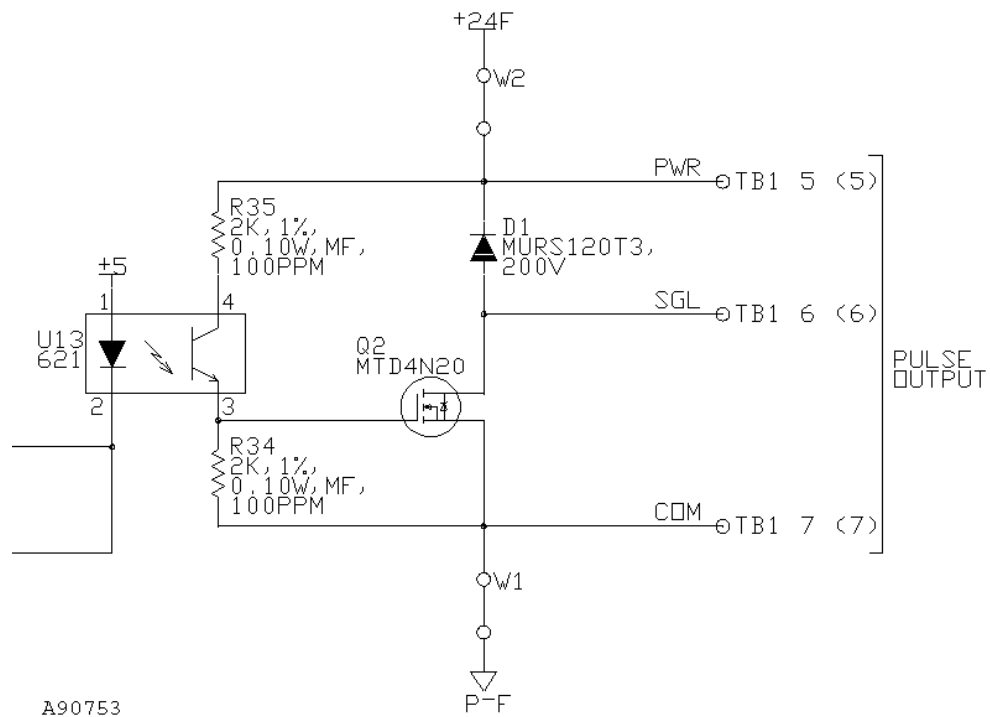 +24F
W2
PWR
TB1 5 (5)
R35
2K, 1%,
0.10W, MF,
100PPM
D1
MURS120T3,
200V
+5
1
4
SGL
TB1 6 (6)
U13
621
Q2
MTD4N20
PULSE
OUTPUT
2
3
R34
2K, 1%,
0.10W, MF,
100PPM
COM
TB1 7 (7)
W1
P-F
A90753